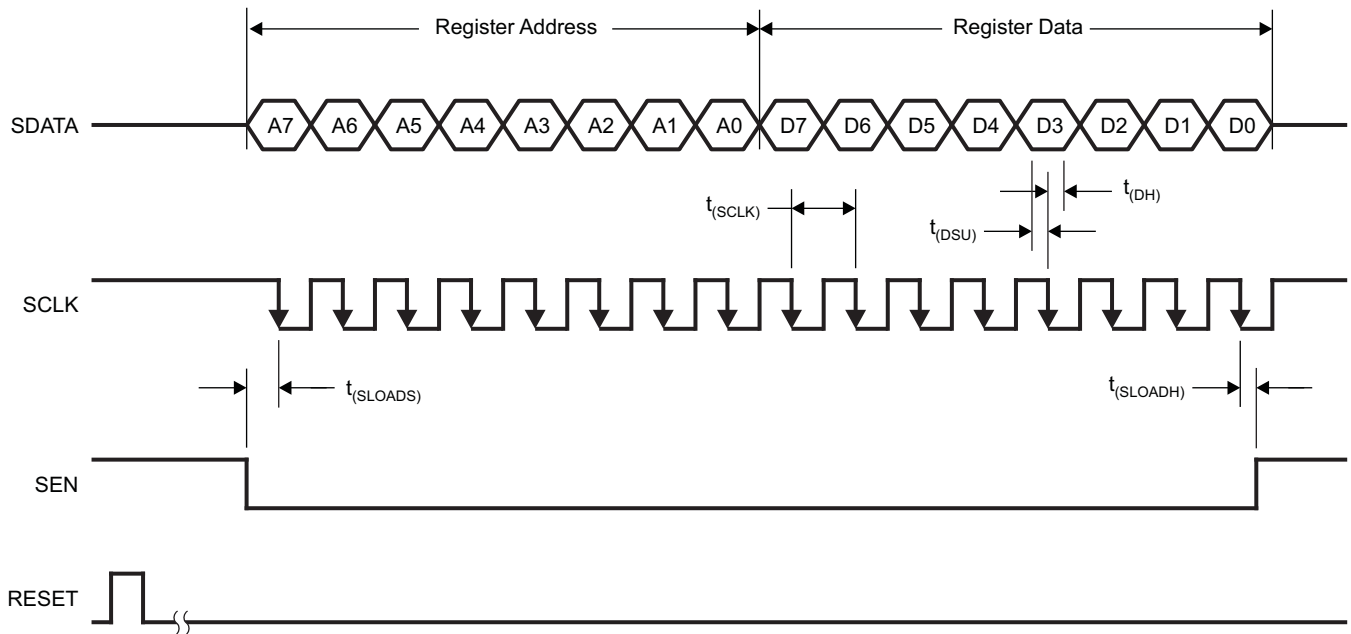 Register Address Register Data
SDATA A7 A6 A5 A4 A3 A2 A1 A0 D7 D6 D5 D4 D3 D2 D1 D0
t(SCLK) t(DH)
t(DSU)
SCLK
t(SLOADS) t(SLOADH)
SEN
RESET